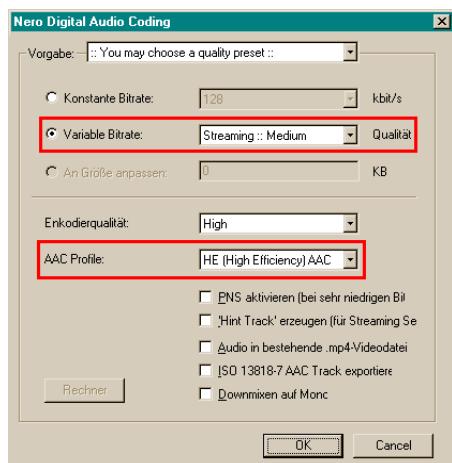 Nero Digital Audio Coding
Vorgabe: :: You may choose a quality preset ::
Konstante Bitrate: 128 kbit/s
Variable Bitrate: Streaming :: Medium Qualität
An Größe anpassen: 0 KB
Enkodierqualität: High
AAC Profile: HE (High Efficiency) AAC
PNS aktivieren (bei sehr niedrigen Bit
'Hint Track' erzeugen (für Streaming Se
Audio in bestehende .mp4-Videodatei
ISO 13818-7 AAC Track exportiere
Rechner
Downmixen auf Mono
OK Cancel